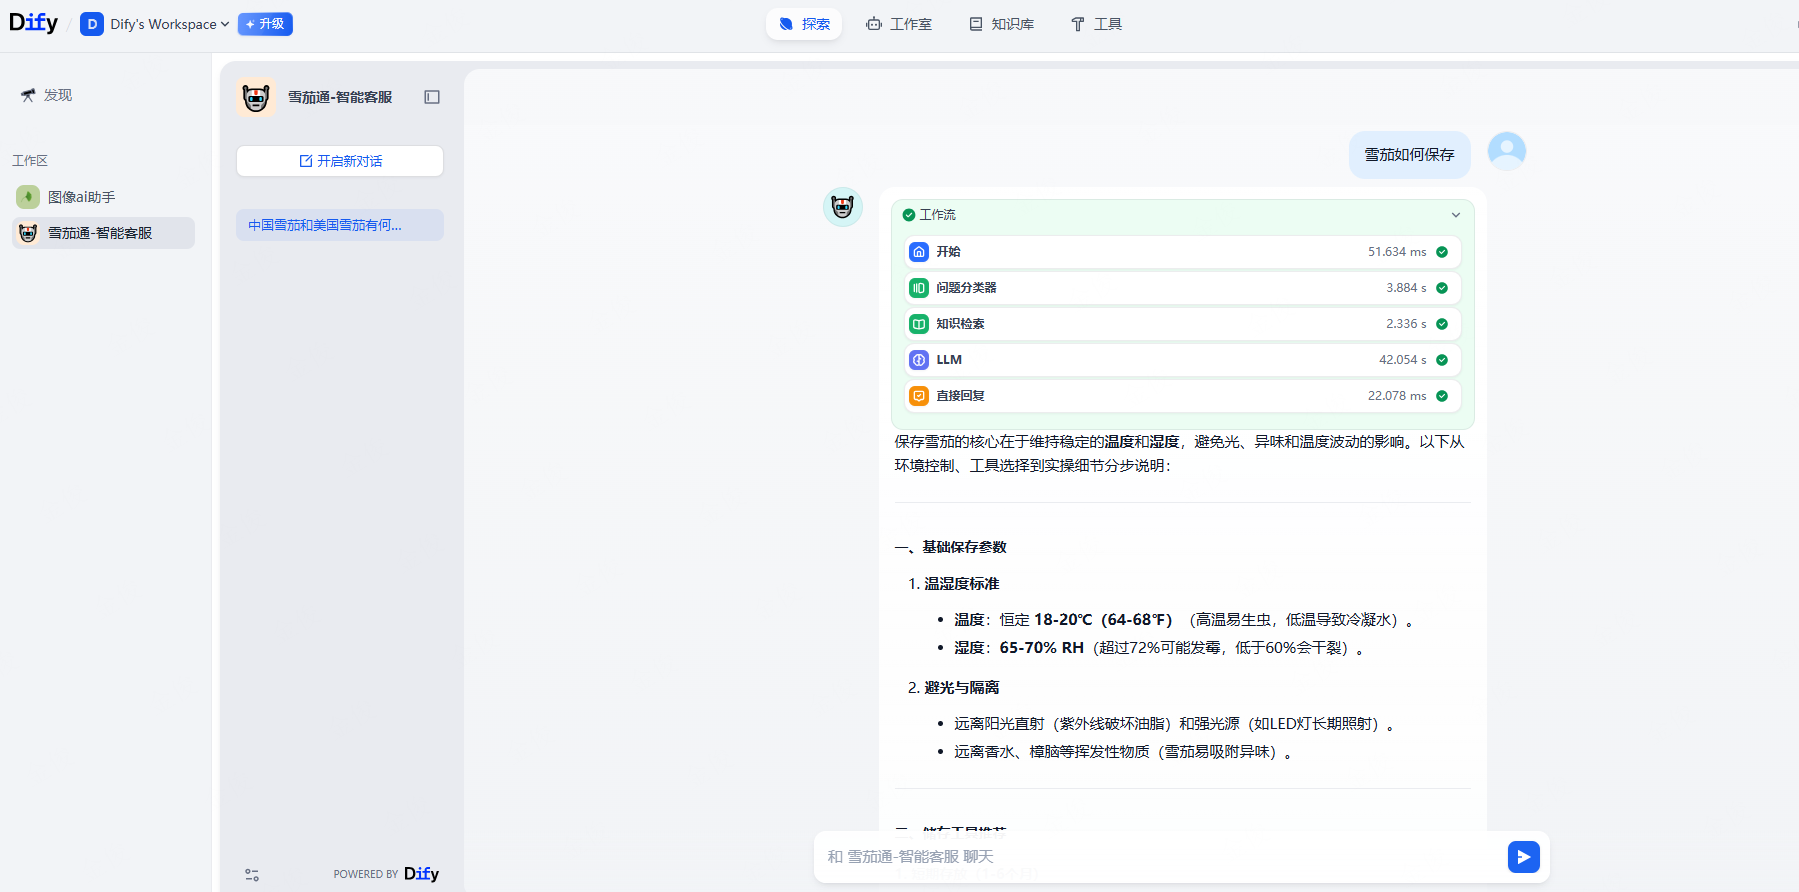 Dify / D Dify's Workspace 升级 探索 工作室 知识库 工具
发现
工作区
图像ai助手
雪茄通-智能客服
雪茄通-智能客服
开启新对话
中国雪茄和美国雪茄有何...
POWERED BY Dify
雪茄如何保存
工作流
开始 51.634 ms
问题分类器 3.884 s
知识检索 2.336 s
LLM 42.054 s
直接回复 22.078 ms
保存雪茄的核心在于维持稳定的温度和湿度，避免光、异味和温度波动的影响。以下从
环境控制、工具选择到实操细节分步说明：
一、基础保存参数
1. 温湿度标准
• 温度：恒定 18-20℃（64-68℉）（高温易生虫，低温导致冷凝水）。
• 湿度：65-70% RH（超过72%可能发霉，低于60%会干裂）。
2. 避光与隔离
• 远离阳光直射（紫外线破坏油脂）和强光源（如LED灯长期照射）。
• 远离香水、樟脑等挥发性物质（雪茄易吸附异味）。
和 雪茄通-智能客服 聊天